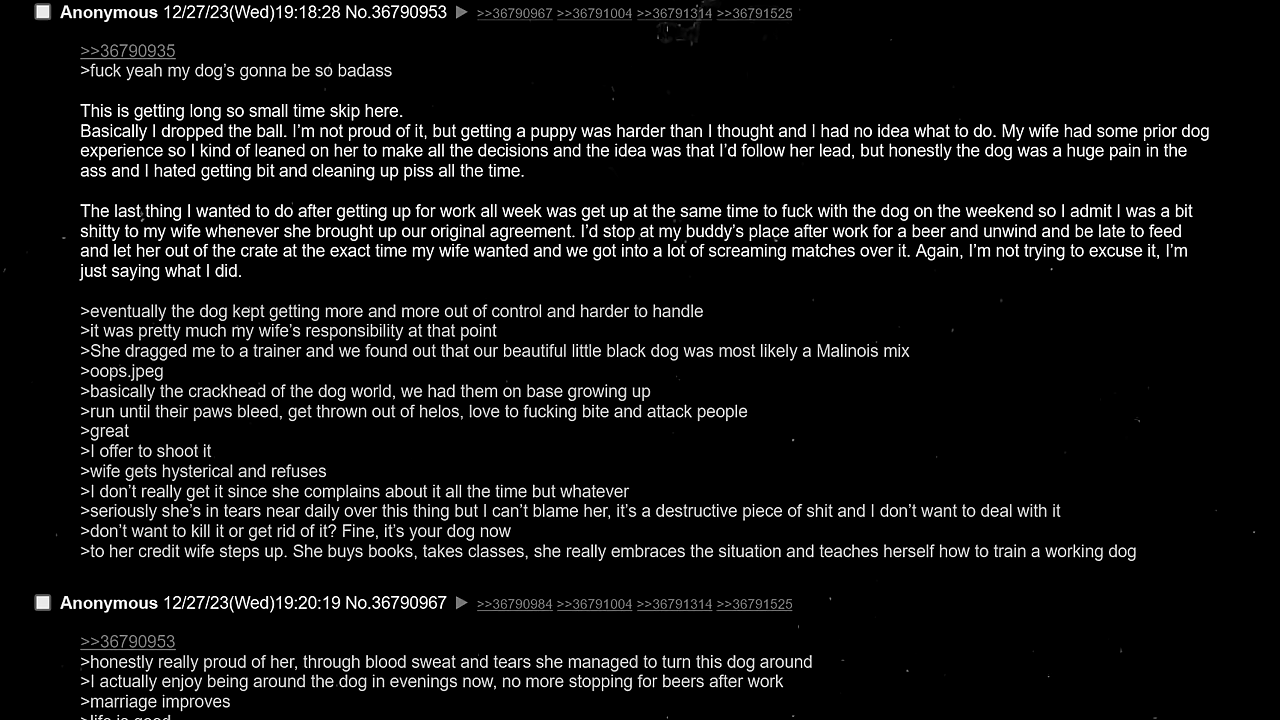 Anonymous 12/27/23(Wed)19:18:28 No.36790953 ▶ >>36790967 >>36791004 >>36791314 >>36791525
>>36790935
>fuck yeah my dog’s gonna be so badass
This is getting long so small time skip here.
Basically I dropped the ball. I’m not proud of it, but getting a puppy was harder than I thought and I had no idea what to do. My wife had some prior dog
experience so I kind of leaned on her to make all the decisions and the idea was that I’d follow her lead, but honestly the dog was a huge pain in the
ass and I hated getting bit and cleaning up piss all the time.
The last thing I wanted to do after getting up for work all week was get up at the same time to fuck with the dog on the weekend so I admit I was a bit
shitty to my wife whenever she brought up our original agreement. I’d stop at my buddy’s place after work for a beer and unwind and be late to feed
and let her out of the crate at the exact time my wife wanted and we got into a lot of screaming matches over it. Again, I’m not trying to excuse it, I’m
just saying what I did.
>eventually the dog kept getting more and more out of control and harder to handle
>it was pretty much my wife’s responsibility at that point
>She dragged me to a trainer and we found out that our beautiful little black dog was most likely a Malinois mix
>oops.jpeg
>basically the crackhead of the dog world, we had them on base growing up
>run until their paws bleed, get thrown out of helos, love to fucking bite and attack people
>great
>I offer to shoot it
>wife gets hysterical and refuses
>I don’t really get it since she complains about it all the time but whatever
>seriously she’s in tears near daily over this thing but I can’t blame her, it’s a destructive piece of shit and I don’t want to deal with it
>don’t want to kill it or get rid of it? Fine, it’s your dog now
>to her credit wife steps up. She buys books, takes classes, she really embraces the situation and teaches herself how to train a working dog
Anonymous 12/27/23(Wed)19:20:19 No.36790967 ▶ >>36790984 >>36791004 >>36791314 >>36791525
>>36790953
>honestly really proud of her, through blood sweat and tears she managed to turn this dog around
>I actually enjoy being around the dog in evenings now, no more stopping for beers after work
>marriage improves
>life is good